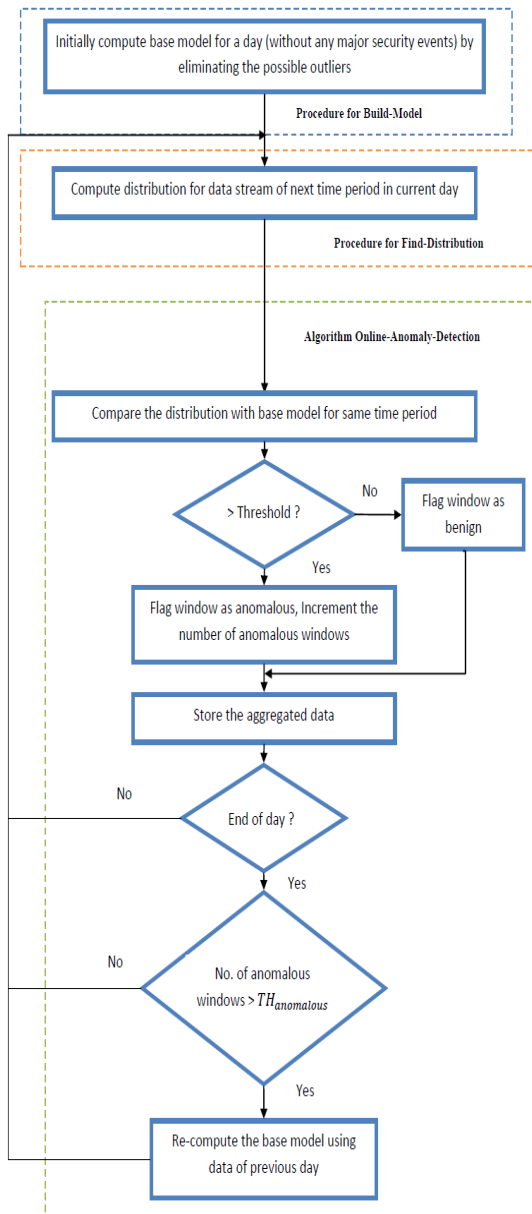 Initially compute base model for a day (without any major security events) by
eliminating the possible outliers
Procedure for Build-Model
Compute distribution for data stream of next time period in current day
Procedure for Find-Distribution
Algorithm Online-Anomaly-Detection
Compare the distribution with base model for same time period
> Threshold ?
No
Flag window as
benign
Yes
Flag window as anomalous, Increment the
number of anomalous windows
Store the aggregated data
No
End of day ?
Yes
No
No. of anomalous
windows > TH_anomalous
Yes
Re-compute the base model using
data of previous day